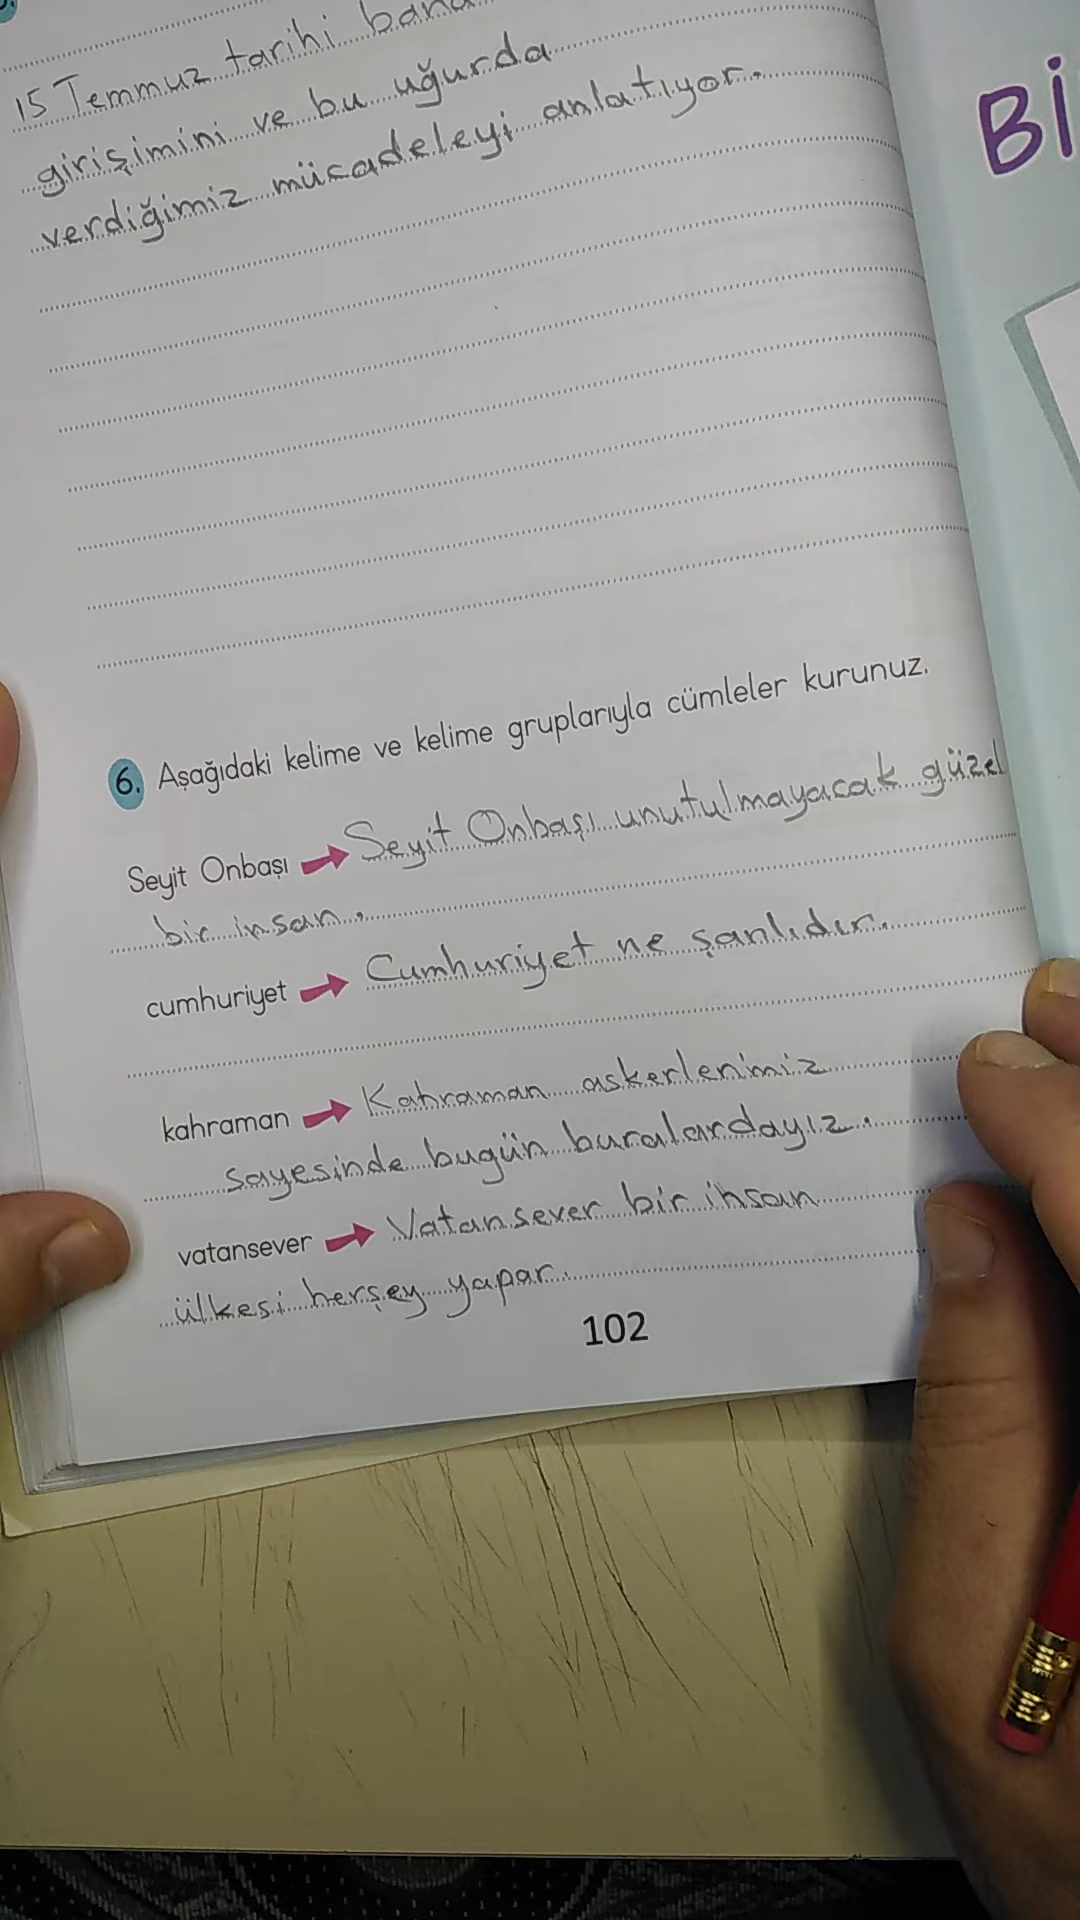 15 Temmuz tarihi bana
girişimini ve bu uğurda
verdiğimiz mücadeleyi anlatıyor.
6. Aşağıdaki kelime ve kelime gruplarıyla cümleler kurunuz.
Seyit Onbaşı Seyit Onbaşı unutulmayacak güzel
bir insan.
cumhuriyet Cumhuriyet ne şanlıdır.
kahraman Kahraman askerlerimiz
sayesinde bugün buralardayız.
vatansever Vatansever bir insan
ülkesi herşey yapar.
102
Bİ